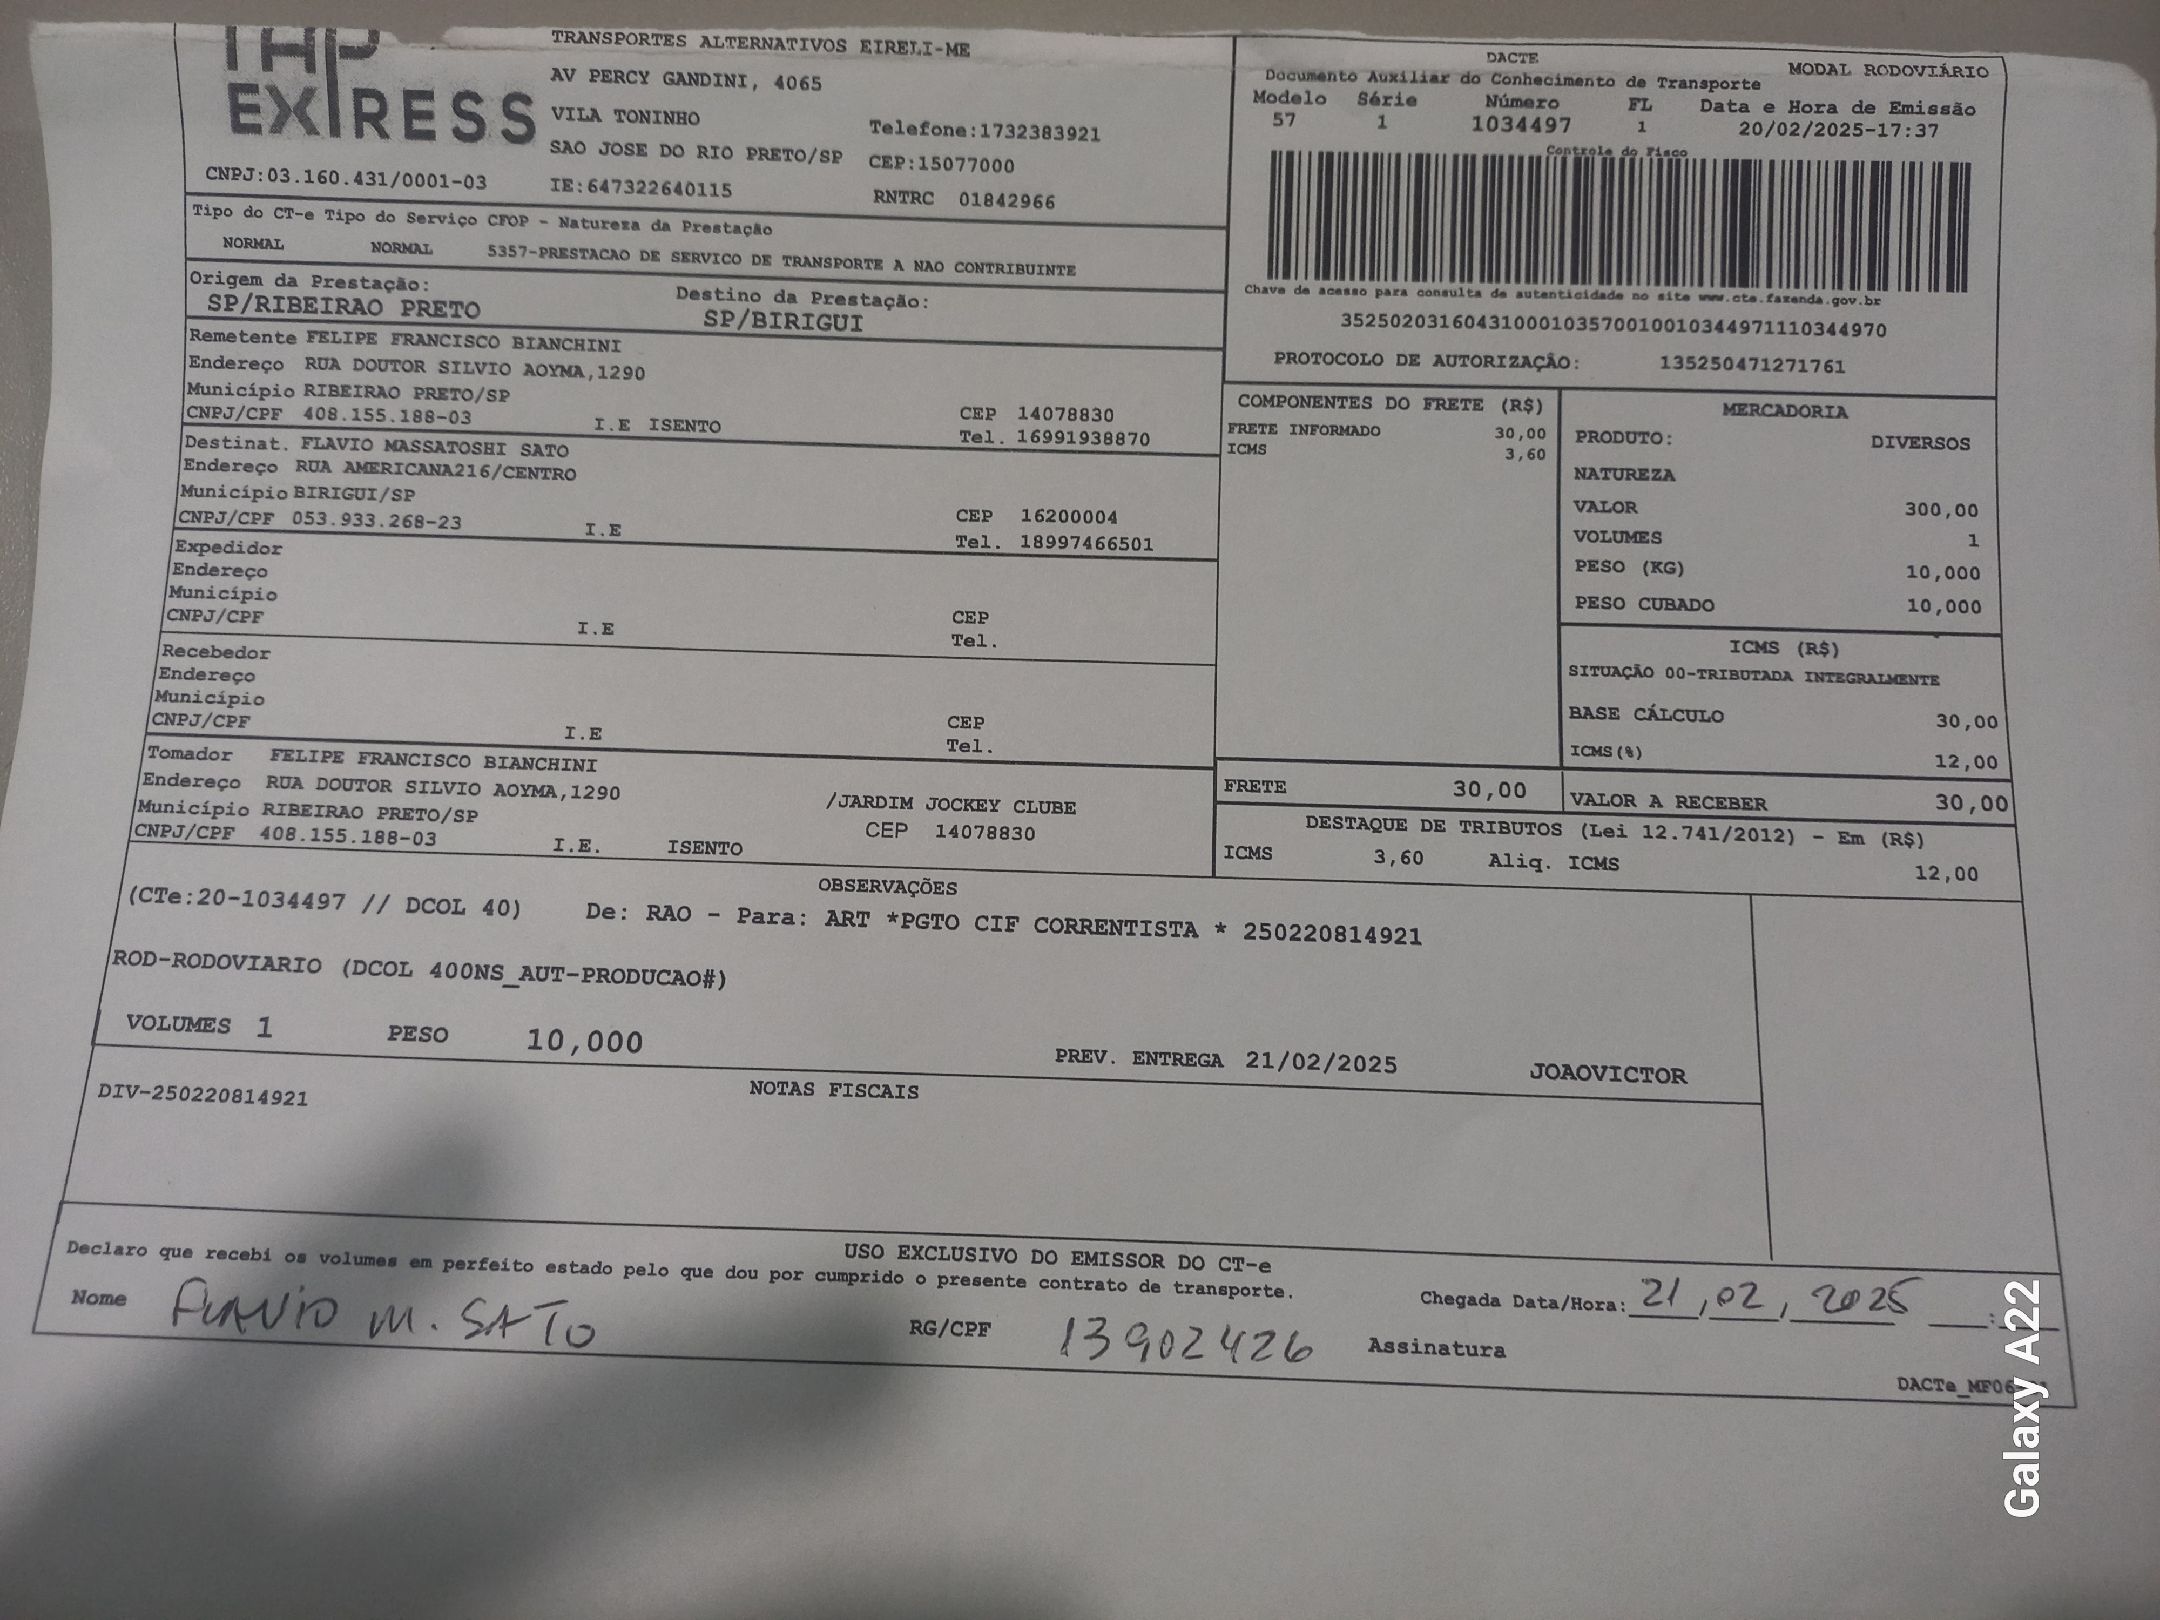 EXPRESS
CNPJ:03.160.431/0001-03
TRANSPORTES ALTERNATIVOS EIRELI-ME
AV PERCY GANDINI, 4065
VILA TONINHO
Telefone:1732383921
SAO JOSE DO RIO PRETO/SP CEP:15077000
IE:647322640115 RNTRC 01842966
DACTE
MODAL RODOVIÁRIO
Documento Auxiliar do Conhecimento de Transporte
Modelo Série Número FL Data e Hora de Emissão
57 1 1034497 1 20/02/2025-17:37
Controle do Fisco
Chave de acesso para consulta de autenticidade no site www.cte.fazenda.gov.br
35250203160431000103570010010344971110344970
PROTOCOLO DE AUTORIZAÇÃO: 135250471271761
Tipo do CT-e Tipo do Serviço CFOP - Natureza da Prestação
NORMAL NORMAL 5357-PRESTACAO DE SERVICO DE TRANSPORTE A NAO CONTRIBUINTE
Origem da Prestação: Destino da Prestação:
SP/RIBEIRAO PRETO SP/BIRIGUI
Remetente FELIPE FRANCISCO BIANCHINI
Endereço RUA DOUTOR SILVIO AOYMA,1290
Município RIBEIRAO PRETO/SP CEP 14078830
CNPJ/CPF 408.155.188-03 I.E ISENTO Tel. 16991938870
Destinat. FLAVIO MASSATOSHI SATO
Endereço RUA AMERICANA216/CENTRO
Município BIRIGUI/SP CEP 16200004
CNPJ/CPF 053.933.268-23 I.E Tel. 18997466501
Expedidor
Endereço
Município CEP
CNPJ/CPF I.E Tel.
Recebedor
Endereço
Município CEP
CNPJ/CPF I.E Tel.
Tomador FELIPE FRANCISCO BIANCHINI
Endereço RUA DOUTOR SILVIO AOYMA,1290 /JARDIM JOCKEY CLUBE
Município RIBEIRAO PRETO/SP CEP 14078830
CNPJ/CPF 408.155.188-03 I.E. ISENTO
COMPONENTES DO FRETE (R$)
FRETE INFORMADO 30,00
ICMS 3,60
MERCADORIA
PRODUTO: DIVERSOS
NATUREZA
VALOR 300,00
VOLUMES 1
PESO (KG) 10,000
PESO CUBADO 10,000
ICMS (R$)
SITUAÇÃO 00-TRIBUTADA INTEGRALMENTE
BASE CÁLCULO 30,00
ICMS(%) 12,00
FRETE 30,00 VALOR A RECEBER 30,00
DESTAQUE DE TRIBUTOS (Lei 12.741/2012) - Em (R$)
ICMS 3,60 Aliq. ICMS 12,00
OBSERVAÇÕES
(CTe:20-1034497 // DCOL 40) De: RAO - Para: ART *PGTO CIF CORRENTISTA * 250220814921
ROD-RODOVIARIO (DCOL 400NS_AUT-PRODUCAO#)
VOLUMES 1 PESO 10,000 PREV. ENTREGA 21/02/2025 JOAOVICTOR
NOTAS FISCAIS
DIV-250220814921
USO EXCLUSIVO DO EMISSOR DO CT-e
Declaro que recebi os volumes em perfeito estado pelo que dou por cumprido o presente contrato de transporte.
Nome FLAVIO M. SATO RG/CPF 13902426 Chegada Data/Hora: 21,02,2025 :
Assinatura
Galaxy A22